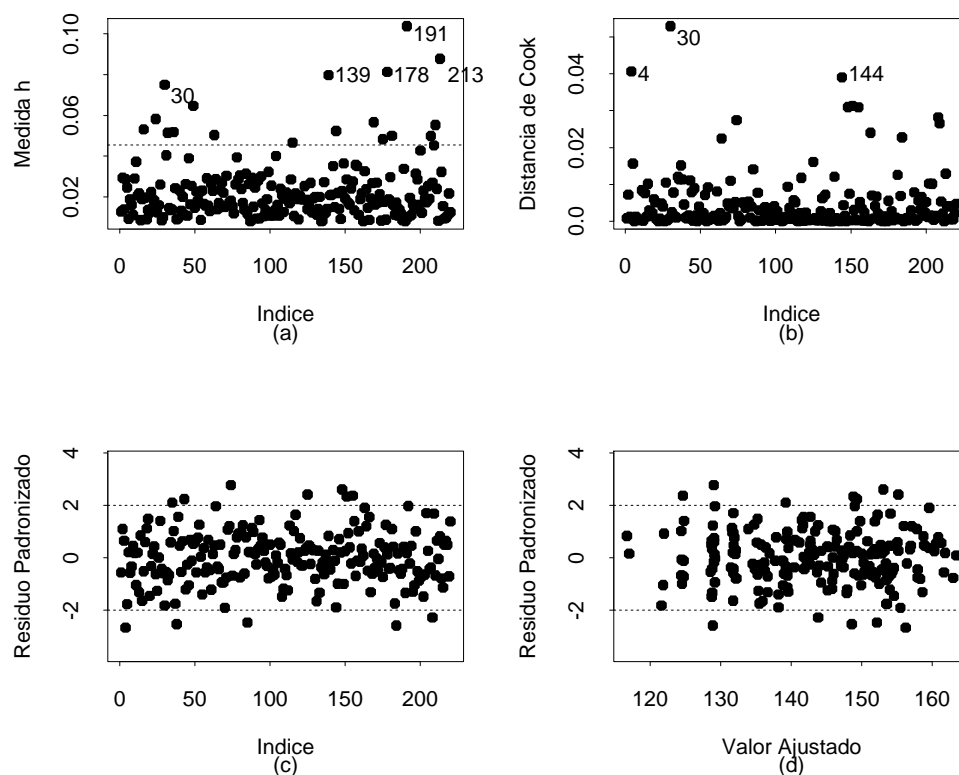 Medida h
0.02 0.06 0.10
30
139
178
191
213
0 50 100 150 200
Indice
(a)
Distancia de Cook
0.0 0.02 0.04
4
30
144
0 50 100 150 200
Indice
(b)
Residuo Padronizado
-2 0 2 4
0 50 100 150 200
Indice
(c)
Residuo Padronizado
-2 0 2 4
120 130 140 150 160
Valor Ajustado
(d)